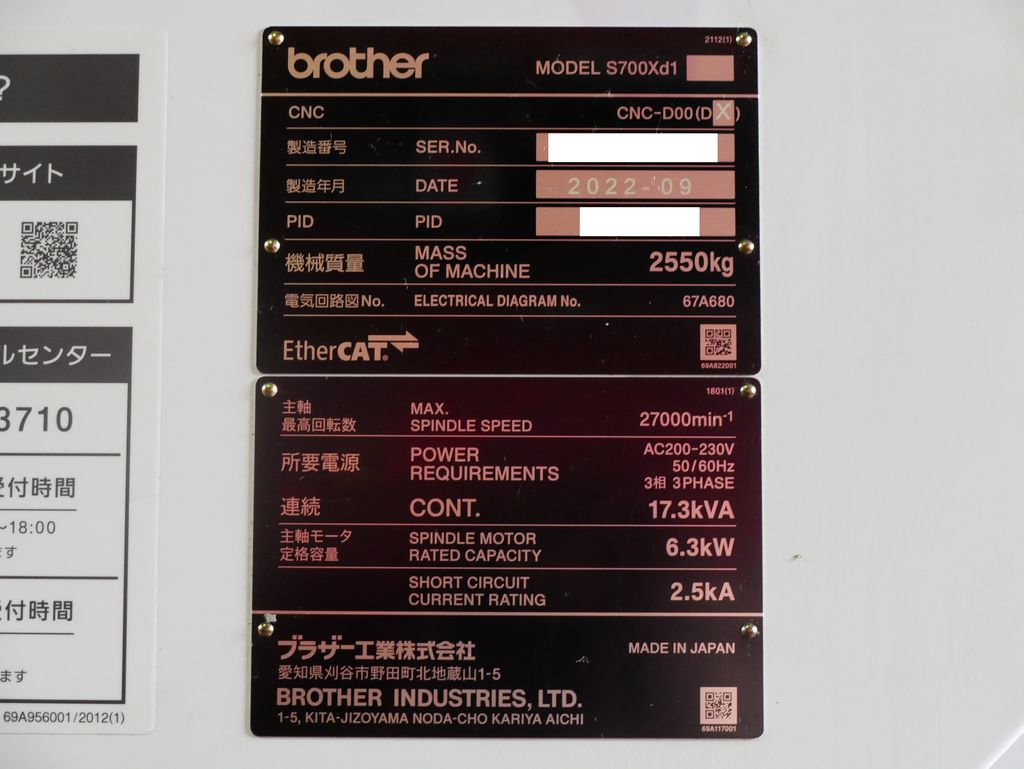 ?
サイト
ルセンター
3710
受付時間
~18:00
ます
受付時間
ます
69A956001/2012(1)
2112(1)
brother
MODEL S700Xd1
CNC CNC-D00(DX)
製造番号 SER.No.
製造年月 DATE 2022-09
PID PID
機械質量 MASS OF MACHINE 2550kg
電気回路図No. ELECTRICAL DIAGRAM No. 67A680
EtherCAT®
69A822001
1801(1)
主軸 最高回転数 MAX. SPINDLE SPEED 27000min-1
所要電源 POWER REQUIREMENTS AC200-230V 50/60Hz 3相 3PHASE
連続 CONT. 17.3kVA
主軸モータ 定格容量 SPINDLE MOTOR RATED CAPACITY 6.3kW
SHORT CIRCUIT CURRENT RATING 2.5kA
ブラザー工業株式会社
MADE IN JAPAN
愛知県刈谷市野田町北地蔵山1-5
BROTHER INDUSTRIES, LTD.
1-5, KITA-JIZOYAMA NODA-CHO KARIYA AICHI
69A117001